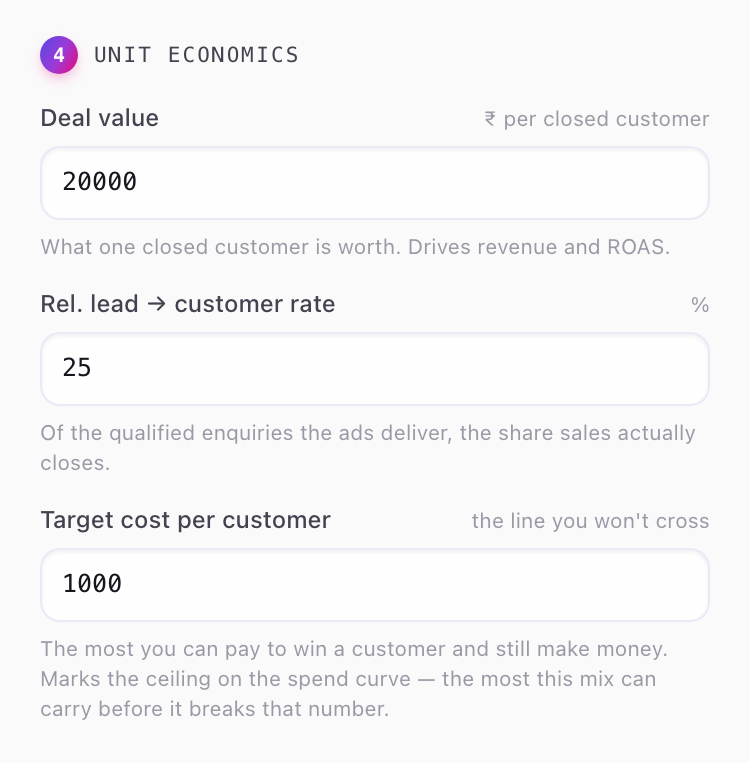 4 UNIT ECONOMICS
Deal value ₹ per closed customer
20000
What one closed customer is worth. Drives revenue and ROAS.
Rel. lead → customer rate %
25
Of the qualified enquiries the ads deliver, the share sales actually
closes.
Target cost per customer the line you won't cross
1000
The most you can pay to win a customer and still make money.
Marks the ceiling on the spend curve — the most this mix can
carry before it breaks that number.